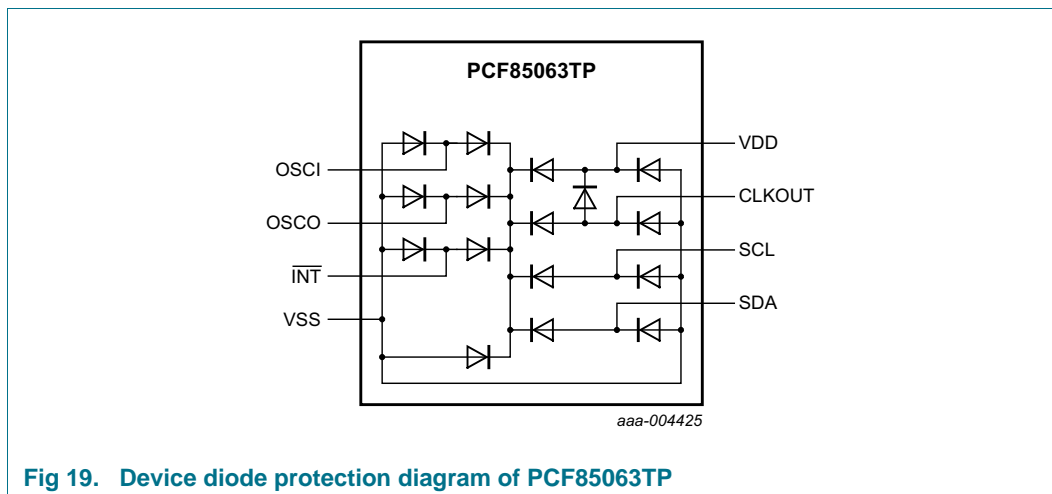 PCF85063TP
OSCI
OSCO
INT
VSS
VDD
CLKOUT
SCL
SDA
aaa-004425
Fig 19. Device diode protection diagram of PCF85063TP